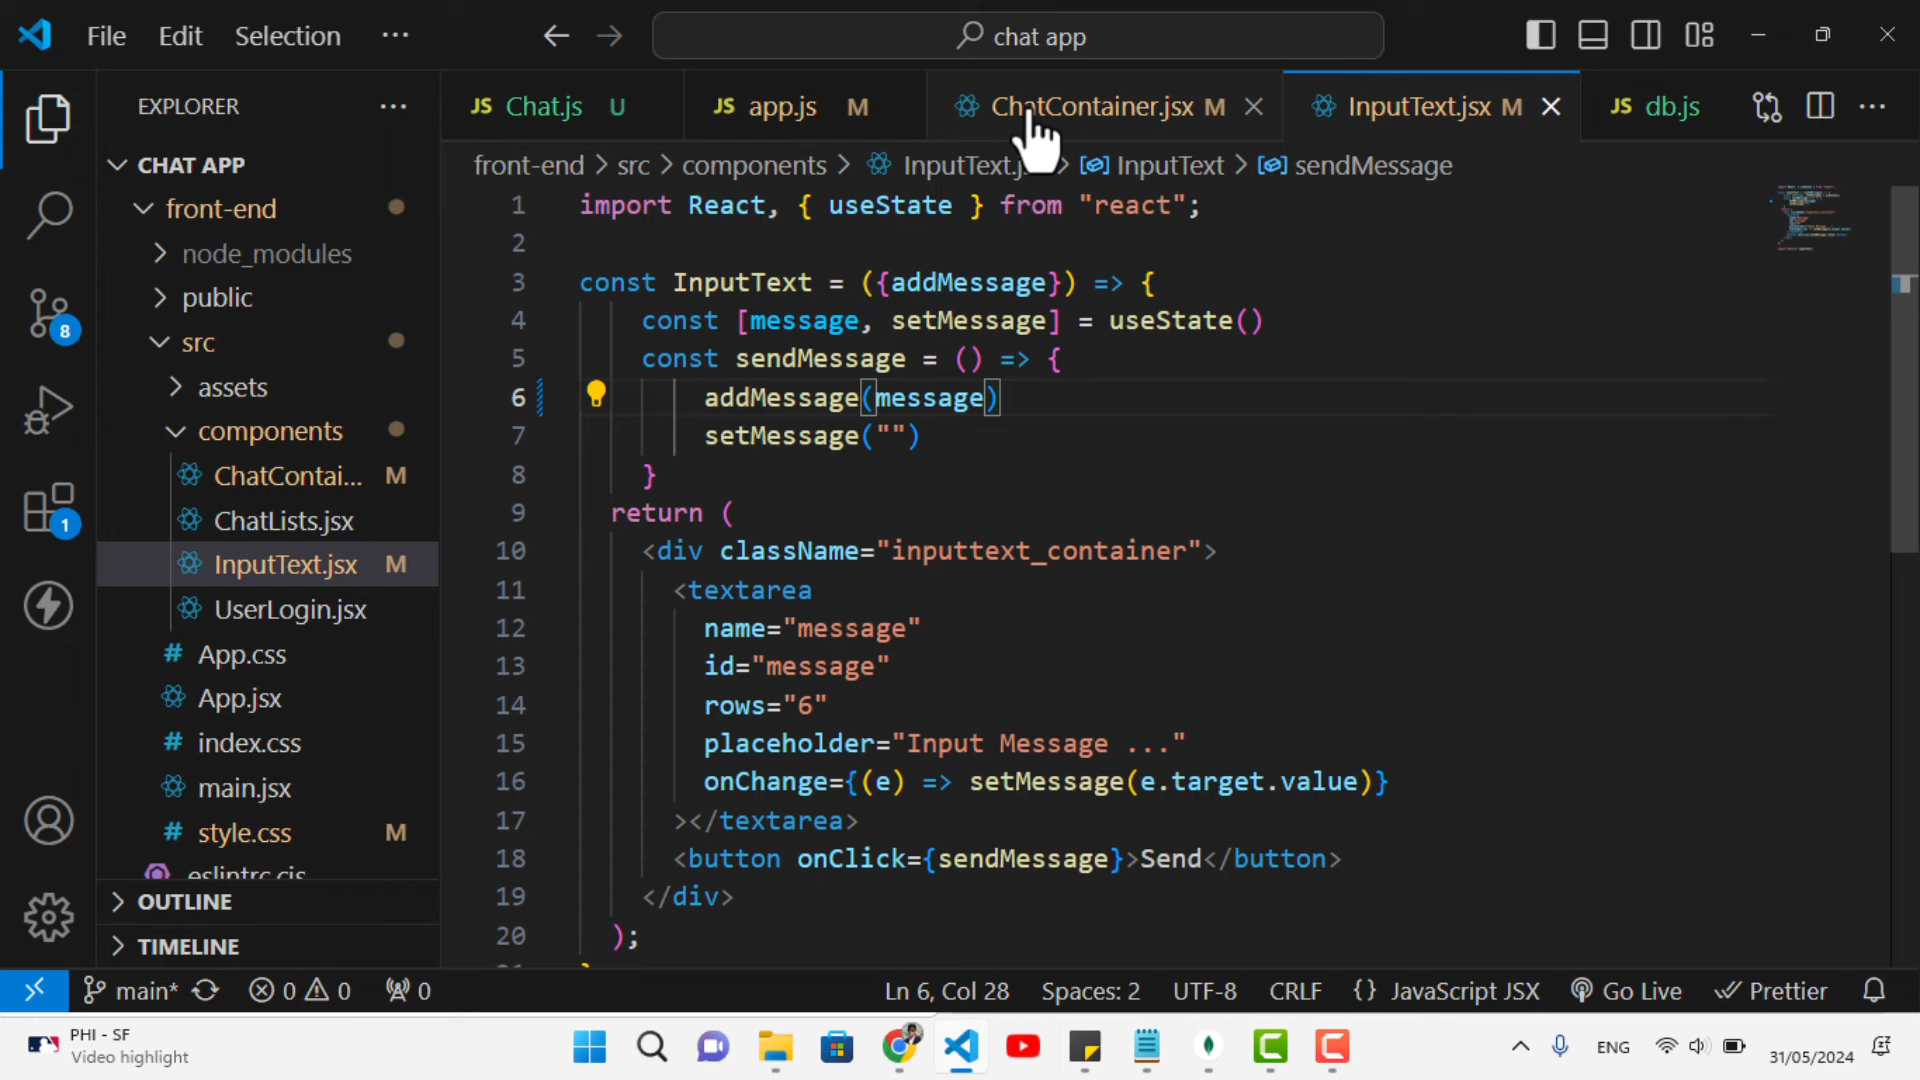 File Edit Selection ···
chat app
EXPLORER ···
CHAT APP
front-end
node_modules
public
src
assets
components
ChatContai... M
ChatLists.jsx
InputText.jsx M
UserLogin.jsx
App.css
App.jsx
index.css
main.jsx
style.css M
OUTLINE
TIMELINE
8
1
JS Chat.js U
JS app.js M
ChatContainer.jsx M
InputText.jsx M
JS db.js
front-end > src > components > InputText.j > InputText > sendMessage
1 import React, { useState } from "react";
2
3 const InputText = ({addMessage}) => {
4 const [message, setMessage] = useState()
5 const sendMessage = () => {
6 addMessage(message)
7 setMessage("")
8 }
9 return (
10 <div className="inputtext_container">
11 <textarea
12 name="message"
13 id="message"
14 rows="6"
15 placeholder="Input Message ..."
16 onChange={(e) => setMessage(e.target.value)}
17 ></textarea>
18 <button onClick={sendMessage}>Send</button>
19 </div>
20 );
main* 0 0 0
Ln 6, Col 28 Spaces: 2 UTF-8 CRLF {} JavaScript JSX Go Live Prettier
PHI - SF
Video highlight
ENG
31/05/2024